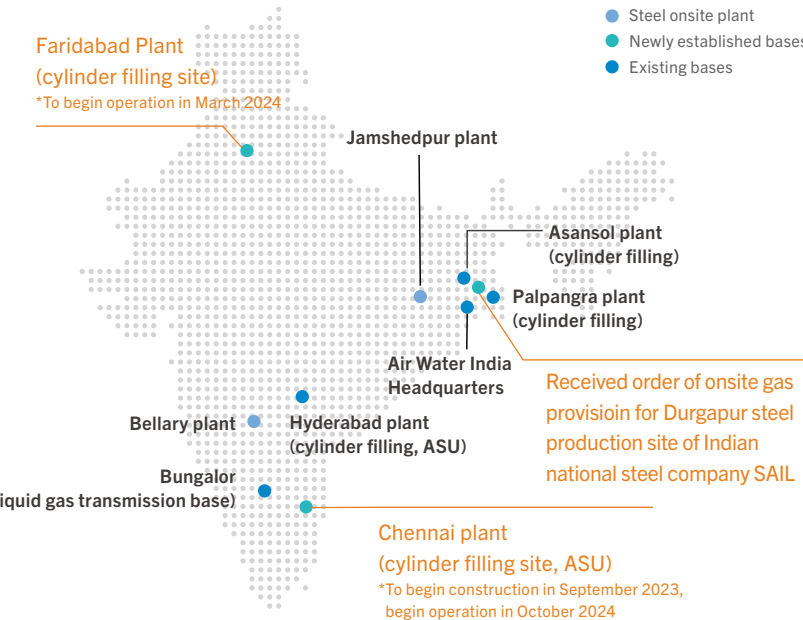 Steel onsite plant
Newly established bases
Existing bases
Faridabad Plant
(cylinder filling site)
*To begin operation in March 2024
Jamshedpur plant
Asansol plant
(cylinder filling)
Palpangra plant
(cylinder filling)
Air Water India
Headquarters
Received order of onsite gas
provisioin for Durgapur steel
production site of Indian
national steel company SAIL
Bellary plant
Hyderabad plant
(cylinder filling, ASU)
Bungalor
iquid gas transmission base)
Chennai plant
(cylinder filling site, ASU)
*To begin construction in September 2023,
begin operation in October 2024